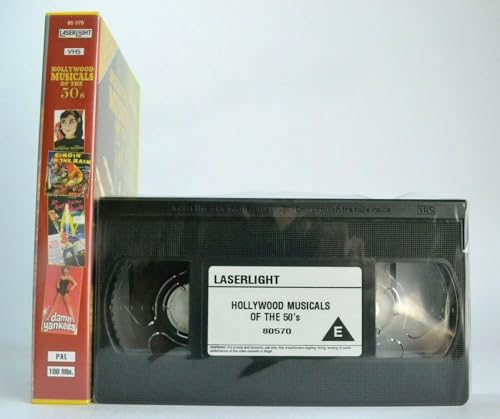 80 570
LASERLIGHT
VHS
HOLLYWOOD
MUSICALS
OF THE
50's
SINGIN'
IN THE RAIN
damn
yankees
PAL
100 Min.
VHS
LASERLIGHT
HOLLYWOOD MUSICALS
OF THE 50's
80570
E